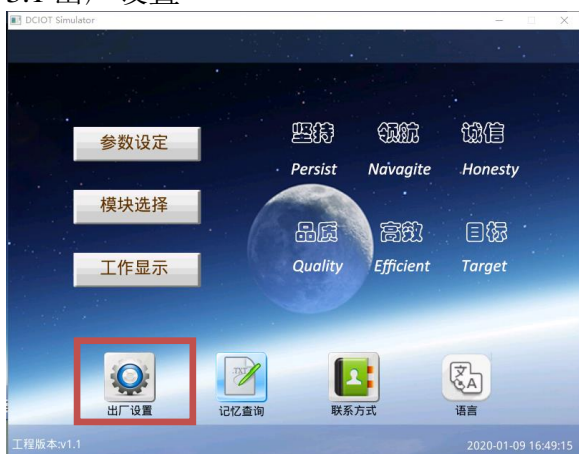 出厂设置
DCIOT Simulator
参数设定
坚持 领航 诚信
Persist Navagite Honesty
模块选择
品质 高效 目标
工作显示
Quality Efficient Target
TXT
文 A
出厂设置 记忆查询 联系方式 语言
工程版本:v1.1
2020-01-09 16:49:15